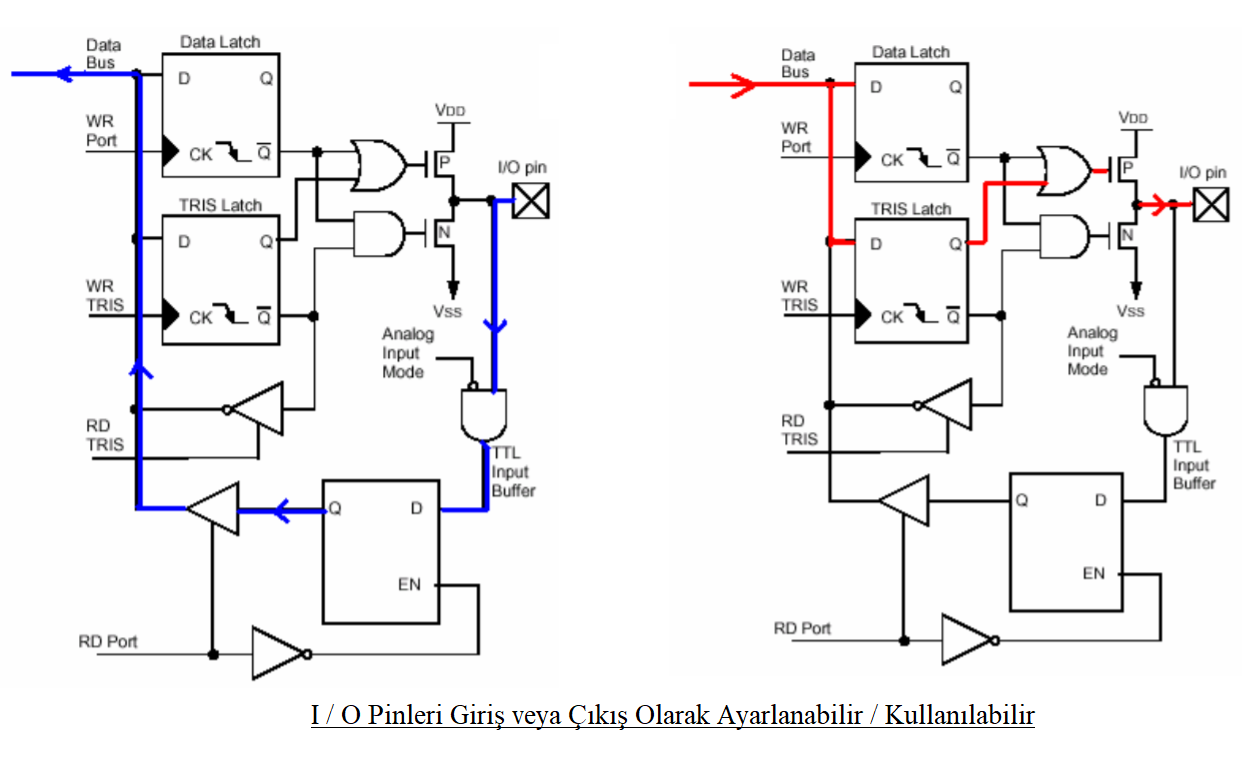 Data
Bus
Data Latch
D
Q
WR
Port
CK
Q
VDD
P
I/O pin
TRIS Latch
D
Q
N
WR
TRIS
CK
Q
VSS
Analog
Input
Mode
RD
TRIS
TTL
Input
Buffer
Q
D
EN
RD Port
Data
Bus
Data Latch
D
Q
WR
Port
CK
Q
VDD
P
I/O pin
TRIS Latch
D
Q
N
WR
TRIS
CK
Q
VSS
Analog
Input
Mode
RD
TRIS
TTL
Input
Buffer
Q
D
EN
RD Port
I / O Pinleri Giriş veya Çıkış Olarak Ayarlanabilir / Kullanılabilir